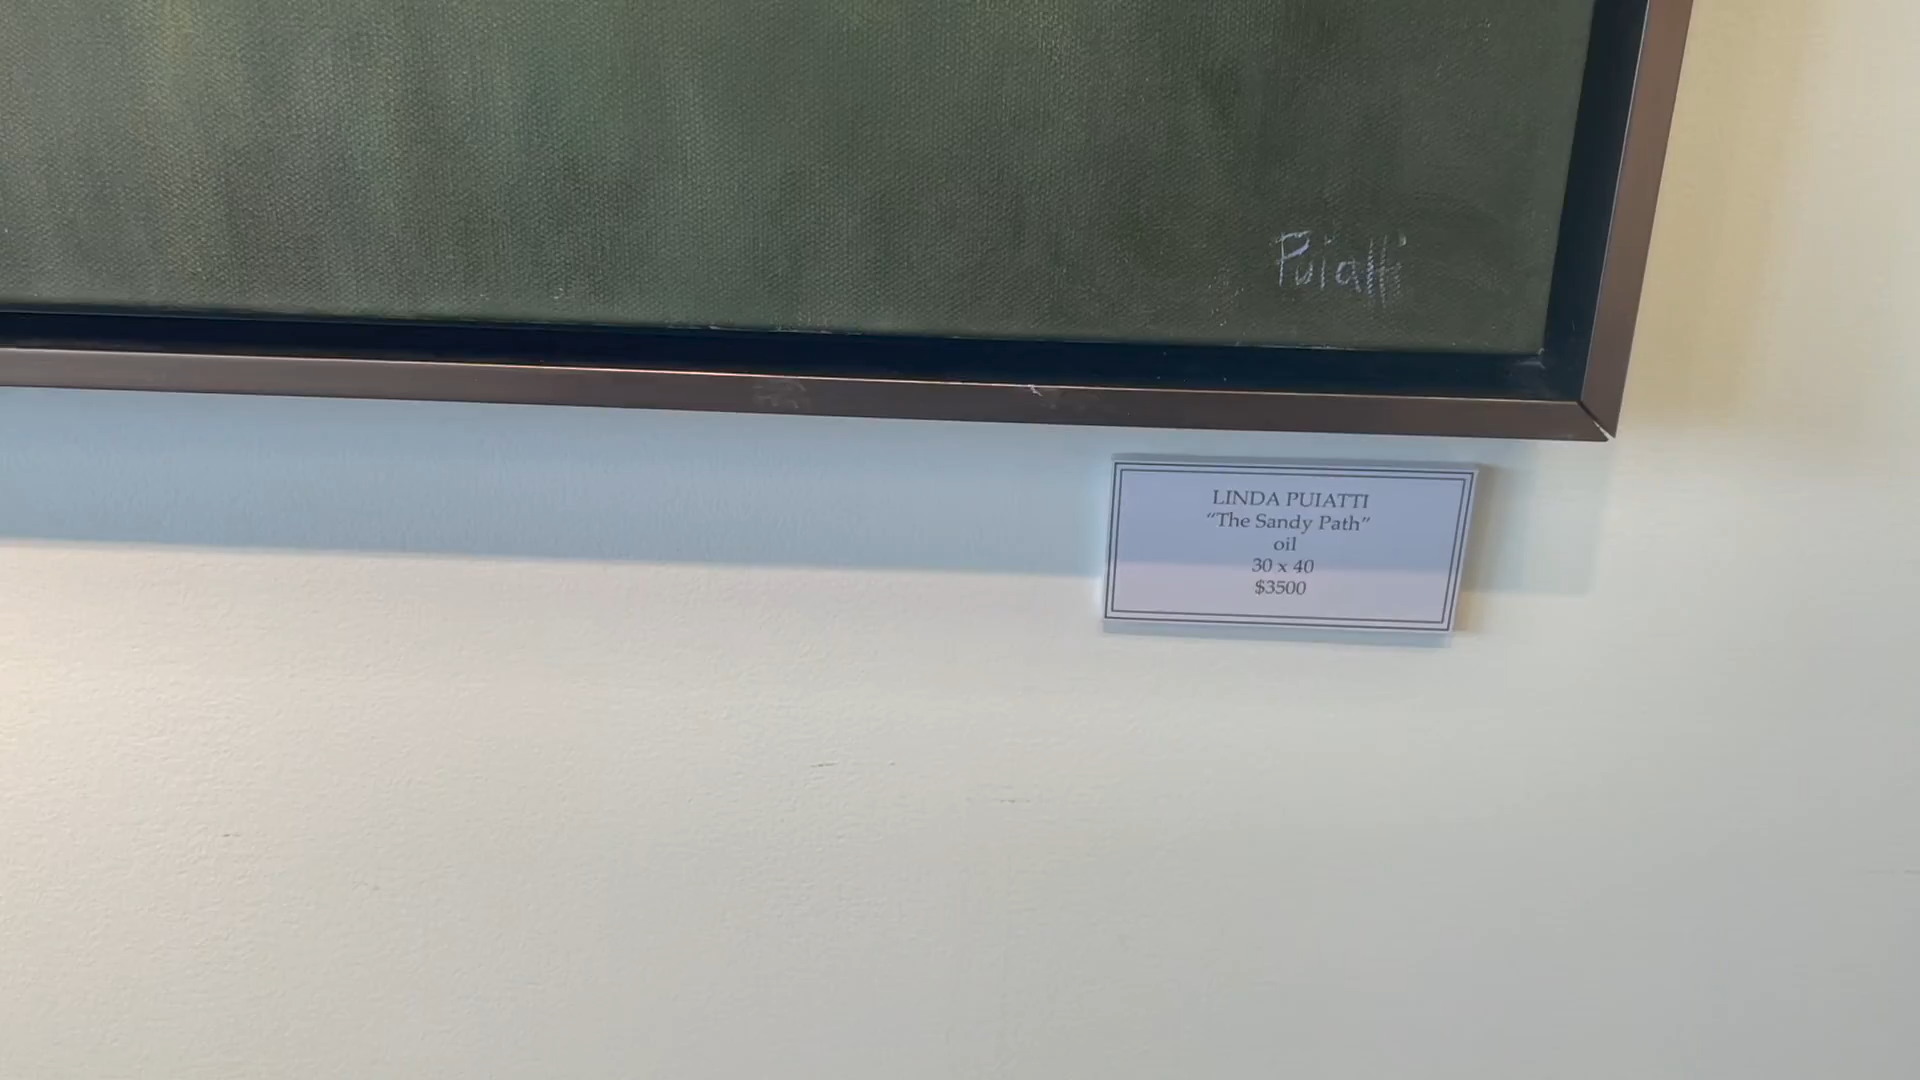 Puiatti
LINDA PUIATTI
“The Sandy Path”
oil
30 x 40
$3500